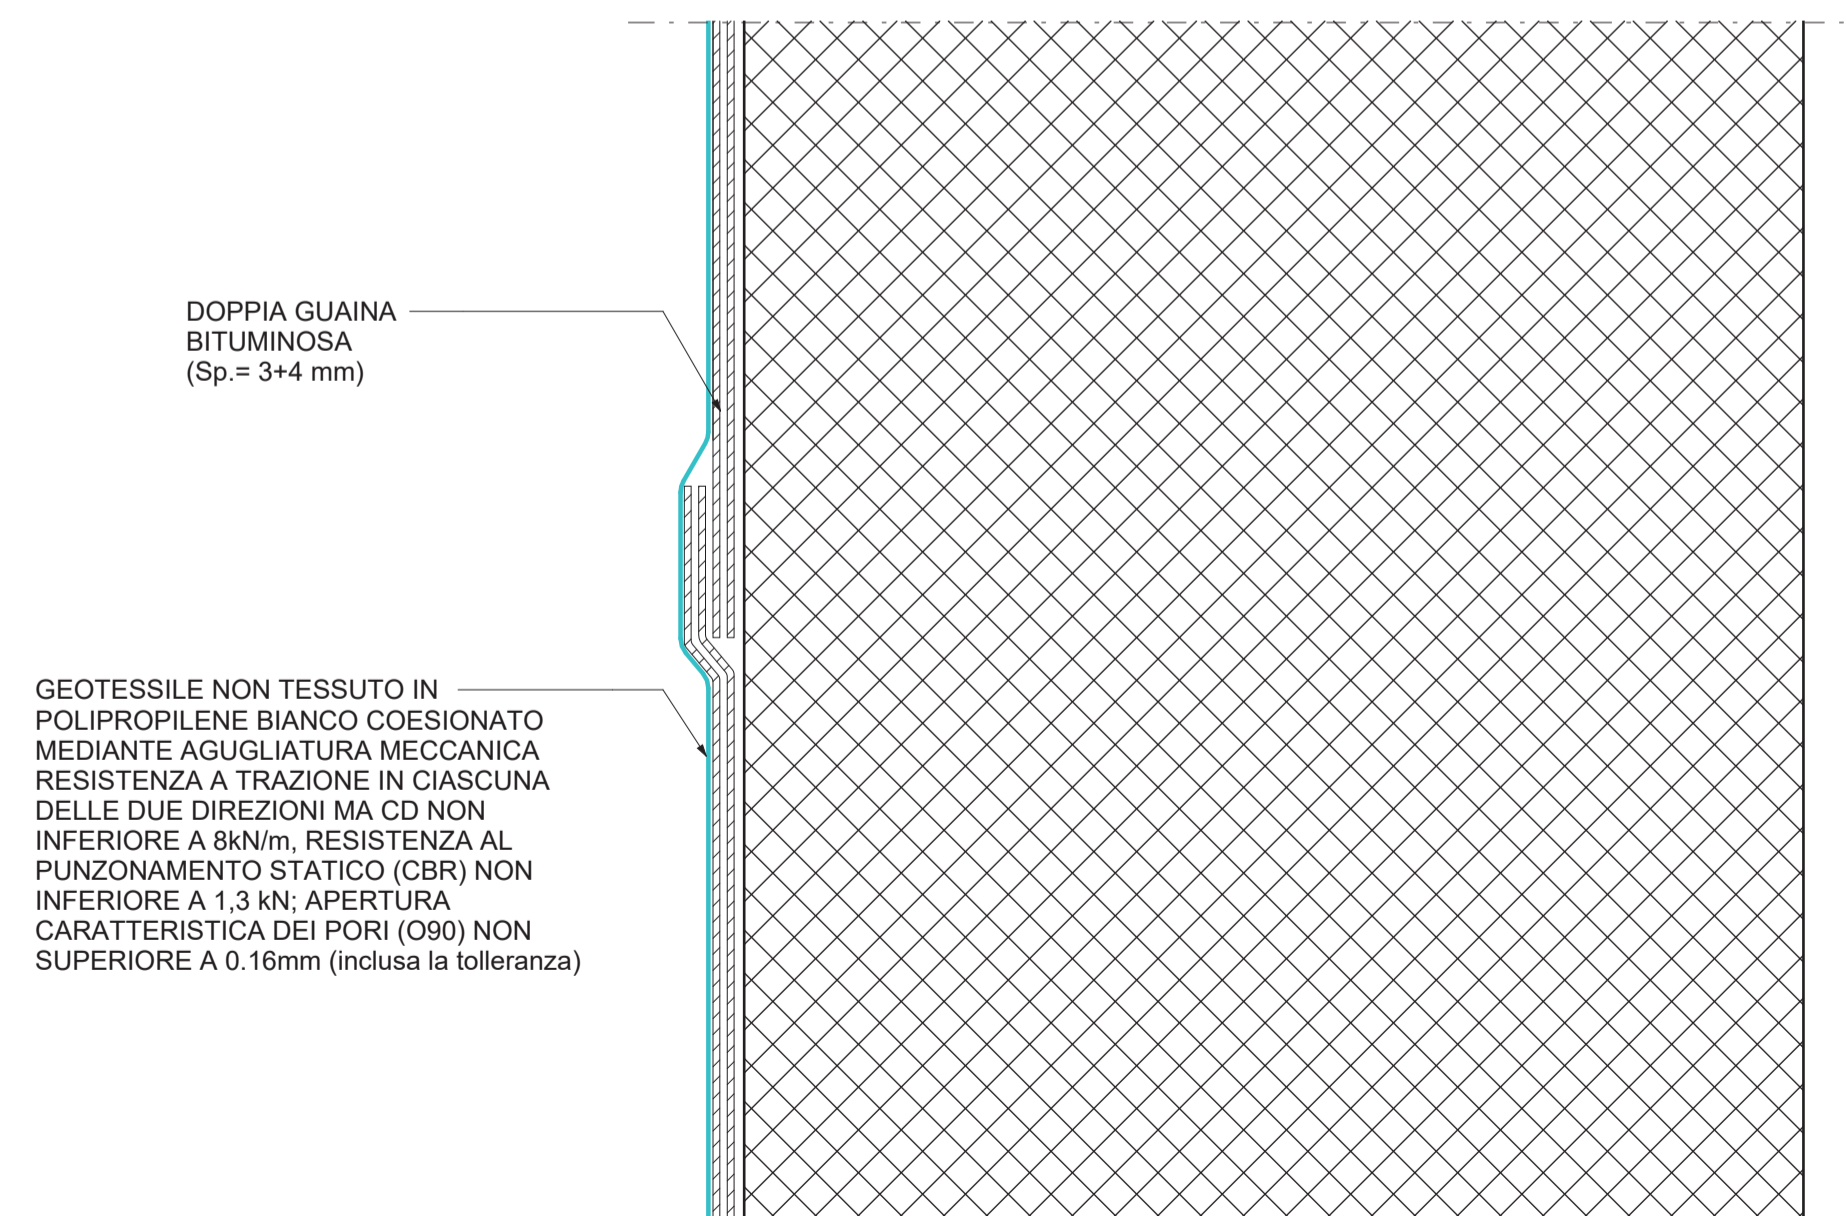 DOPPIA GUAINA
BITUMINOSA
(Sp.= 3+4 mm)
GEOTESSILE NON TESSUTO IN
POLIPROPILENE BIANCO COESIONATO
MEDIANTE AGUGLIATURA MECCANICA
RESISTENZA A TRAZIONE IN CIASCUNA
DELLE DUE DIREZIONI MA CD NON
INFERIORE A 8kN/m, RESISTENZA AL
PUNZONAMENTO STATICO (CBR) NON
INFERIORE A 1,3 kN; APERTURA
CARATTERISTICA DEI PORI (O90) NON
SUPERIORE A 0.16mm (inclusa la tolleranza)